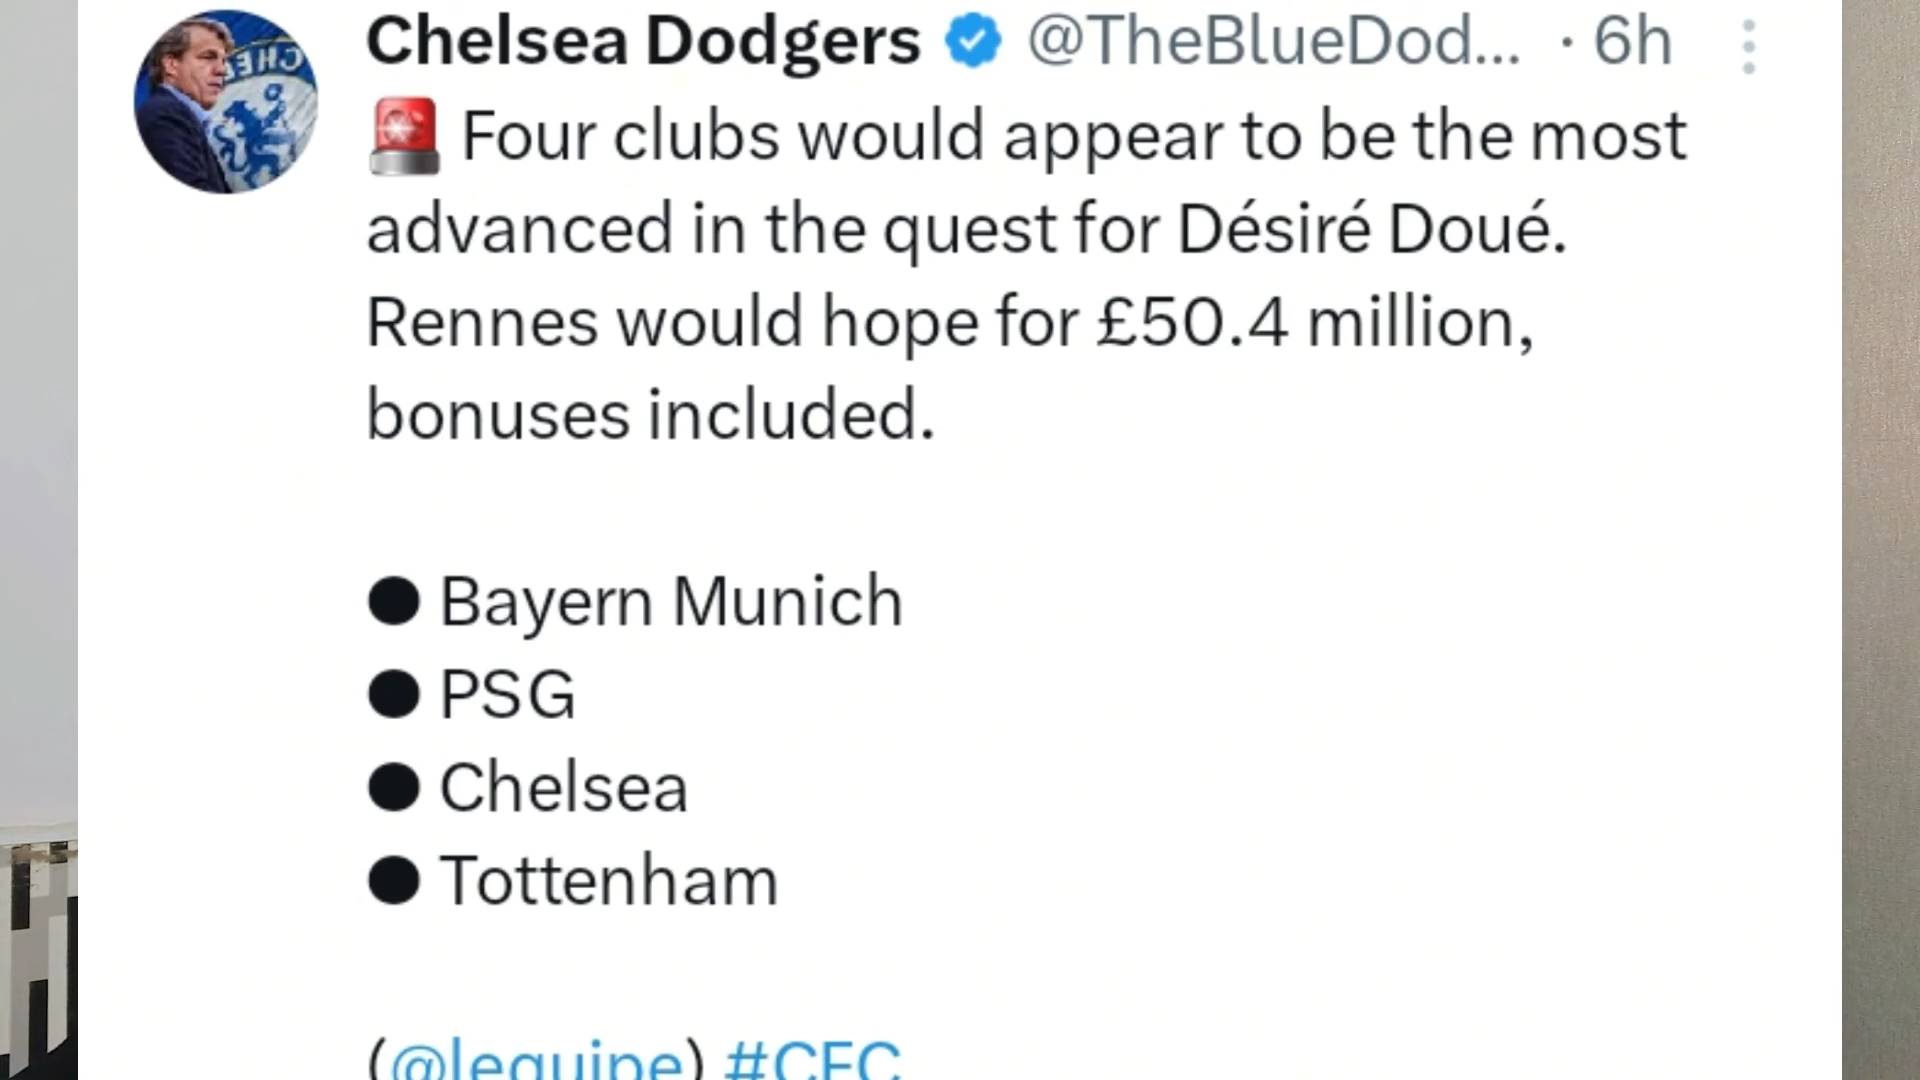 Chelsea Dodgers @TheBlueDod... · 6h
🚨 Four clubs would appear to be the most
advanced in the quest for Désiré Doué.
Rennes would hope for £50.4 million,
bonuses included.
● Bayern Munich
● PSG
● Chelsea
● Tottenham
(@lequipe) #CFC